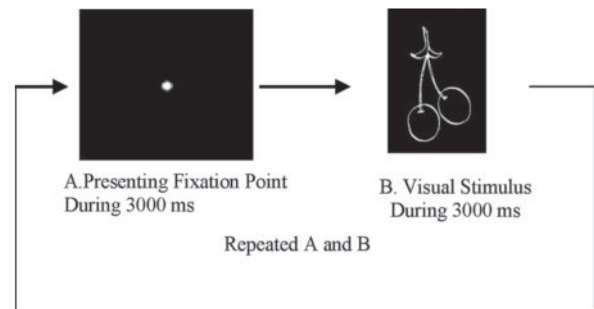 A.Presenting Fixation Point
During 3000 ms
B. Visual Stimulus
During 3000 ms
Repeated A and B